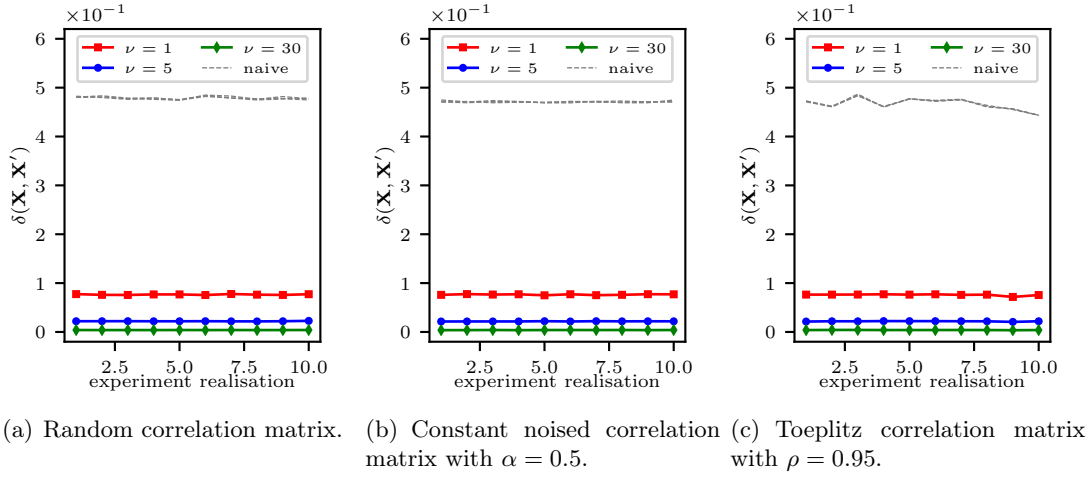 ×10⁻¹
6
5
4
3
2
1
0
δ(X, X′)
ν = 1
ν = 5
ν = 30
naive
2.5
5.0
7.5
10.0
experiment realisation
(a) Random correlation matrix.
×10⁻¹
6
5
4
3
2
1
0
δ(X, X′)
ν = 1
ν = 5
ν = 30
naive
2.5
5.0
7.5
10.0
experiment realisation
(b) Constant noised correlation
matrix with α = 0.5.
×10⁻¹
6
5
4
3
2
1
0
δ(X, X′)
ν = 1
ν = 5
ν = 30
naive
2.5
5.0
7.5
10.0
experiment realisation
(c) Toeplitz correlation matrix
with ρ = 0.95.